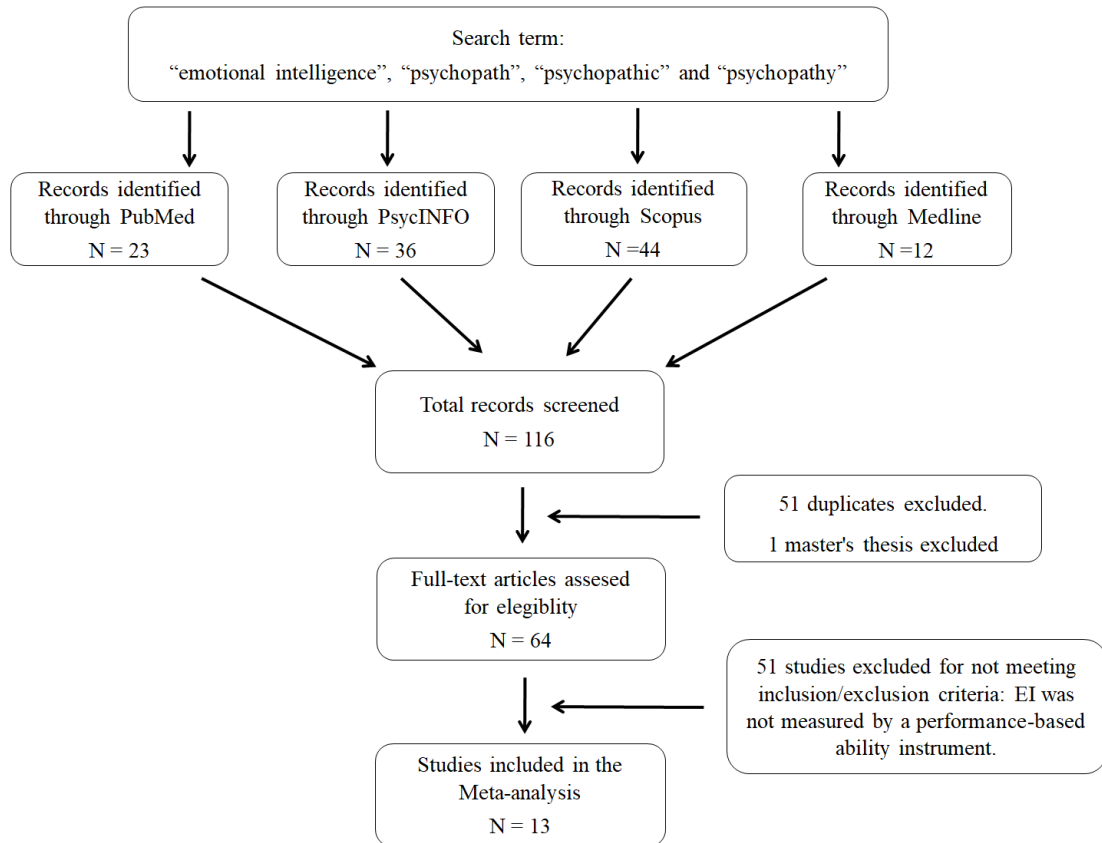 Search term:
“emotional intelligence”, “psychopath”, “psychopathic” and “psychopathy”
Records identified
through PubMed
N = 23
Records identified
through PsycINFO
N = 36
Records identified
through Scopus
N =44
Records identified
through Medline
N =12
Total records screened
N = 116
51 duplicates excluded.
1 master's thesis excluded
Full-text articles assesed
for elegiblity
N = 64
51 studies excluded for not meeting
inclusion/exclusion criteria: EI was
not measured by a performance-based
ability instrument.
Studies included in the
Meta-analysis
N = 13